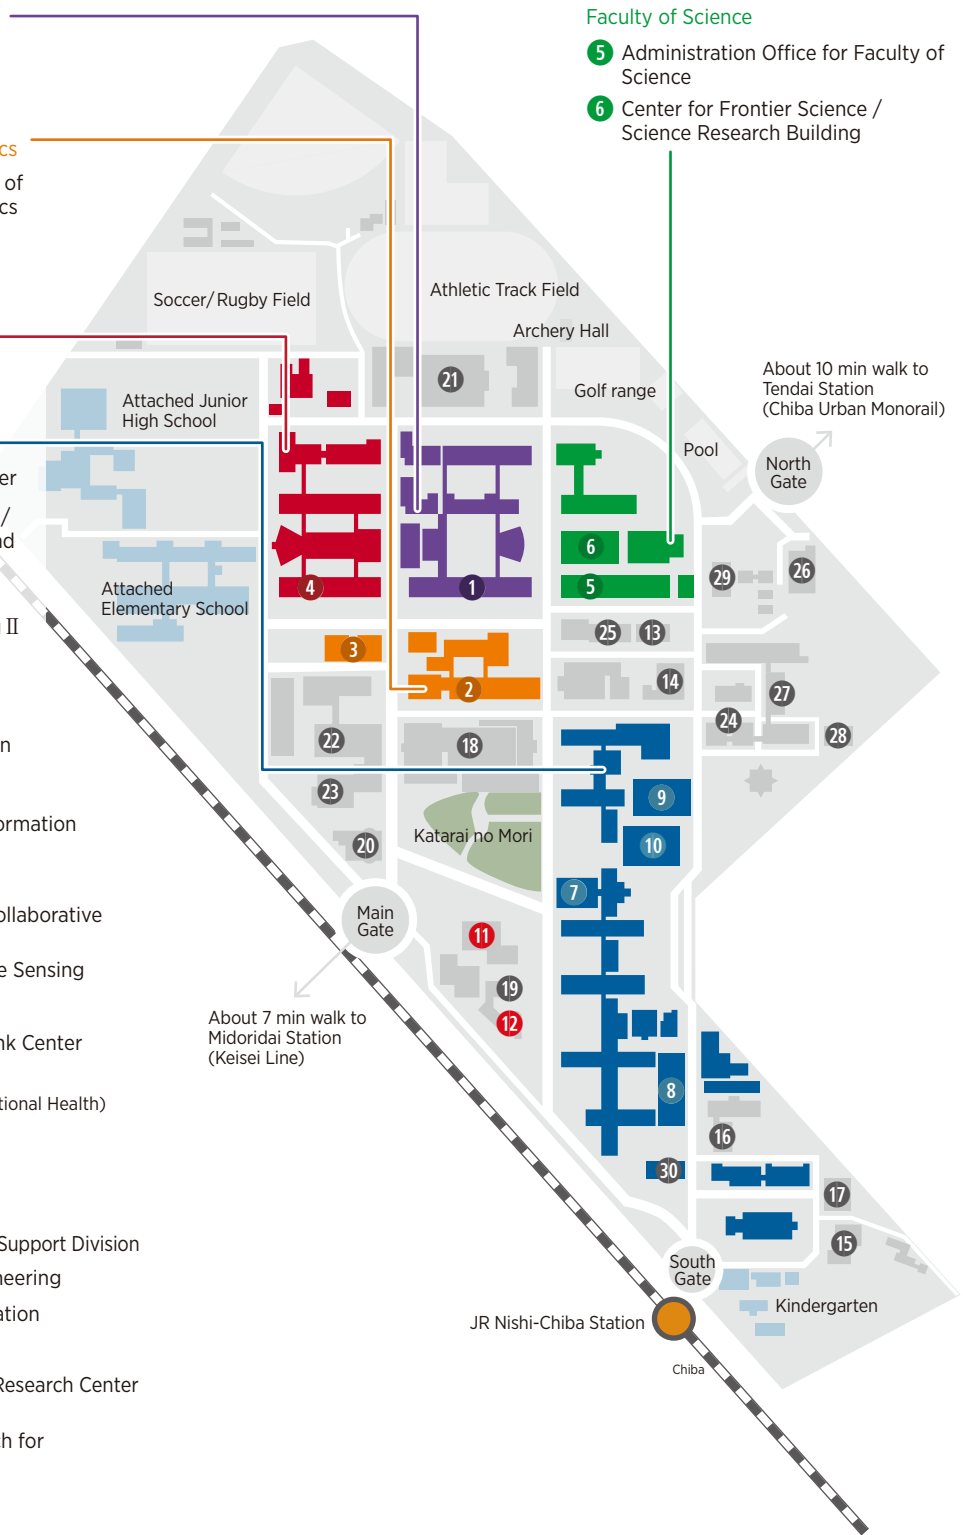 Faculty of Science
5 Administration Office for Faculty of
Science
6 Center for Frontier Science /
Science Research Building
cs
of
cs
Soccer/Rugby Field
Athletic Track Field
Archery Hall
21
Golf range
About 10 min walk to
Tendai Station
(Chiba Urban Monorail)
Attached Junior
High School
Pool
North
Gate
er
/
nd
6
29
26
4
1
5
Attached
Elementary School
II
25
13
3
2
14
27
24
28
n
22
18
23
9
ormation
Katarai no Mori
20
10
7
Main
Gate
ollaborative
11
e Sensing
19
12
About 7 min walk to
Midoridai Station
(Keisei Line)
nk Center
8
tional Health)
16
30
17
Support Division
15
South
Gate
neering
Kindergarten
ation
JR Nishi-Chiba Station
Chiba
Research Center
ch for